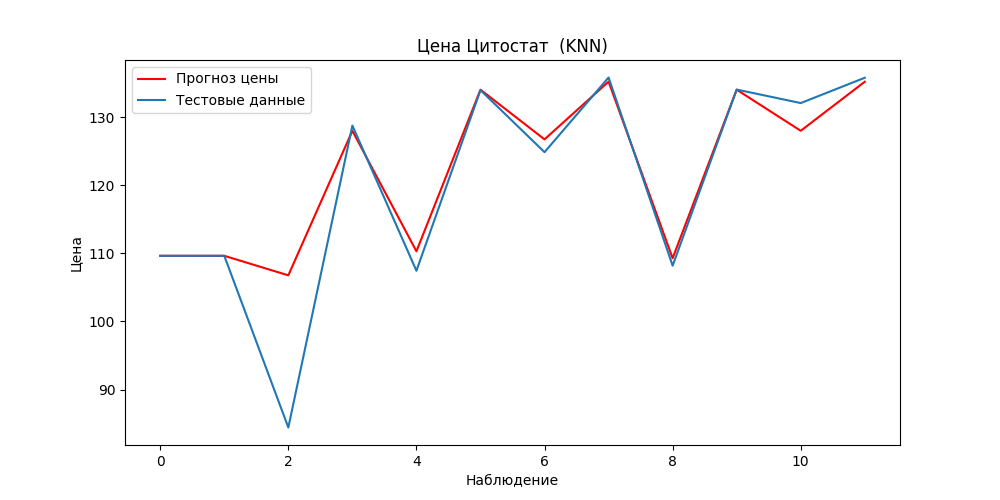 Цена Цитостат  (KNN)
Прогноз цены
Тестовые данные
130
120
110
100
90
Цена
0 2 4 6 8 10
Наблюдение